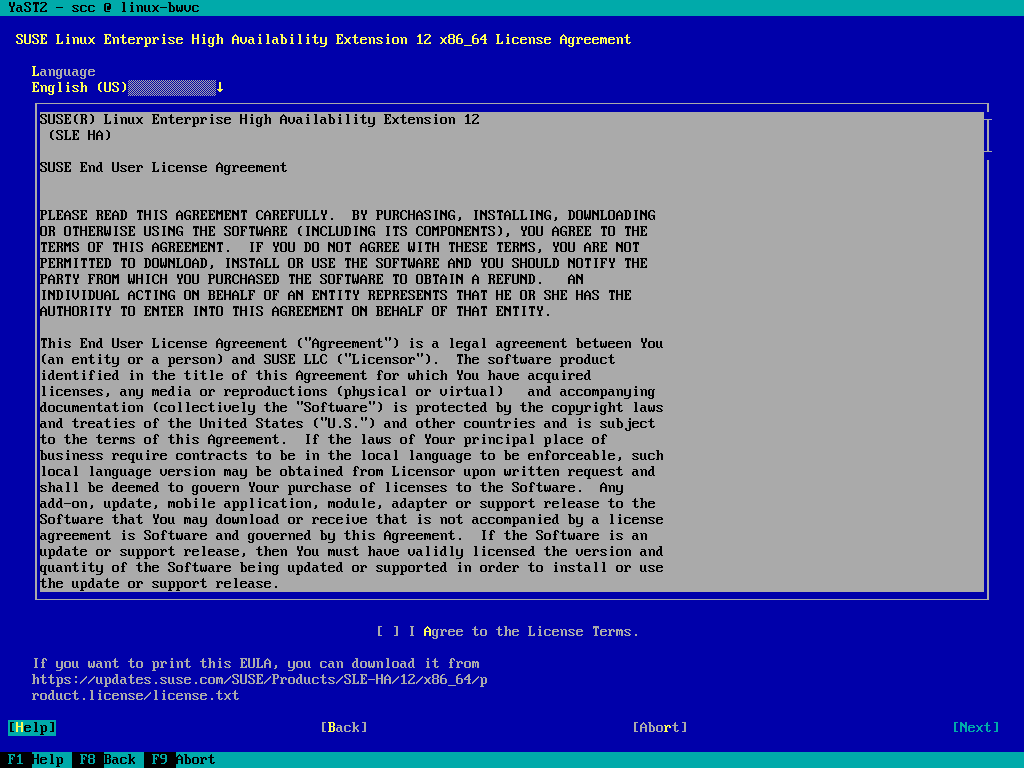 YaST2 - scc @ linux-bwvc
SUSE Linux Enterprise High Availability Extension 12 x86_64 License Agreement
Language
English (US)↓
SUSE(R) Linux Enterprise High Availability Extension 12
(SLE HA)
SUSE End User License Agreement
PLEASE READ THIS AGREEMENT CAREFULLY.  BY PURCHASING, INSTALLING, DOWNLOADING
OR OTHERWISE USING THE SOFTWARE (INCLUDING ITS COMPONENTS), YOU AGREE TO THE
TERMS OF THIS AGREEMENT.  IF YOU DO NOT AGREE WITH THESE TERMS, YOU ARE NOT
PERMITTED TO DOWNLOAD, INSTALL OR USE THE SOFTWARE AND YOU SHOULD NOTIFY THE
PARTY FROM WHICH YOU PURCHASED THE SOFTWARE TO OBTAIN A REFUND.   AN
INDIVIDUAL ACTING ON BEHALF OF AN ENTITY REPRESENTS THAT HE OR SHE HAS THE
AUTHORITY TO ENTER INTO THIS AGREEMENT ON BEHALF OF THAT ENTITY.
This End User License Agreement ("Agreement") is a legal agreement between You
(an entity or a person) and SUSE LLC ("Licensor").  The software product
identified in the title of this Agreement for which You have acquired
licenses, any media or reproductions (physical or virtual)   and accompanying
documentation (collectively the "Software") is protected by the copyright laws
and treaties of the United States ("U.S.") and other countries and is subject
to the terms of this Agreement.  If the laws of Your principal place of
business require contracts to be in the local language to be enforceable, such
local language version may be obtained from Licensor upon written request and
shall be deemed to govern Your purchase of licenses to the Software.  Any
add-on, update, mobile application, module, adapter or support release to the
Software that You may download or receive that is not accompanied by a license
agreement is Software and governed by this Agreement.  If the Software is an
update or support release, then You must have validly licensed the version and
quantity of the Software being updated or supported in order to install or use
the update or support release.
[ ] I Agree to the License Terms.
If you want to print this EULA, you can download it from
https://updates.suse.com/SUSE/Products/SLE-HA/12/x86_64/p
roduct.license/license.txt
[Help] [Back] [Abort] [Next]
F1 Help F8 Back F9 Abort